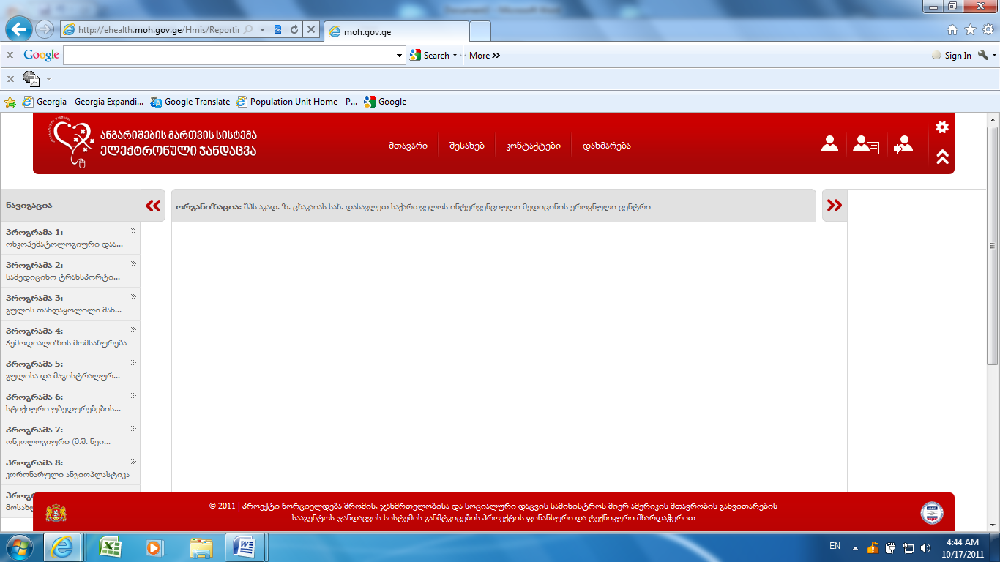 Document1 - Microsoft Word
http://ehealth.moh.gov.ge/Hmis/Reportin
moh.gov.ge
x Google Search More »
Sign In
Georgia - Georgia Expandi... Google Translate Population Unit Home - P... Google
ანგარიშების მართვის სისტემა
ელექტრონული ჯანდაცვა
მთავარი შესახებ კონტაქტები დახმარება
ნავიგაცია
ორგანიზაცია: შპს აკად. ზ. ცხაკაიას სახ. დასავლეთ საქართველოს ინტერვენციული მედიცინის ეროვნული ცენტრი
პროგრამა 1:
ონკოჰემატოლოგიური დაა...
პროგრამა 2:
სამედიცინო ტრანსპორტი...
პროგრამა 3:
გულის თანდაყოლილი მან...
პროგრამა 4:
ჰემოდიალიზის მომსახურება
პროგრამა 5:
გულისა და მაგისტრალურ...
პროგრამა 6:
სტიქიური უბედურებების...
პროგრამა 7:
ონკოლოგიური (მ.შ. ნეი...
პროგრამა 8:
კორონარული ანგიოპლასტიკა
© 2011 | პროექტი ხორციელდება შრომის, ჯანმრთელობისა და სოციალური დაცვის სამინისტროს მიერ ამერიკის მთავრობის განვითარების
სააგენტოს ჯანდაცვის სისტემის განმტკიცების პროექტის ფინანსური და ტექნიკური მხარდაჭერით
EN
4:44 AM
10/17/2011